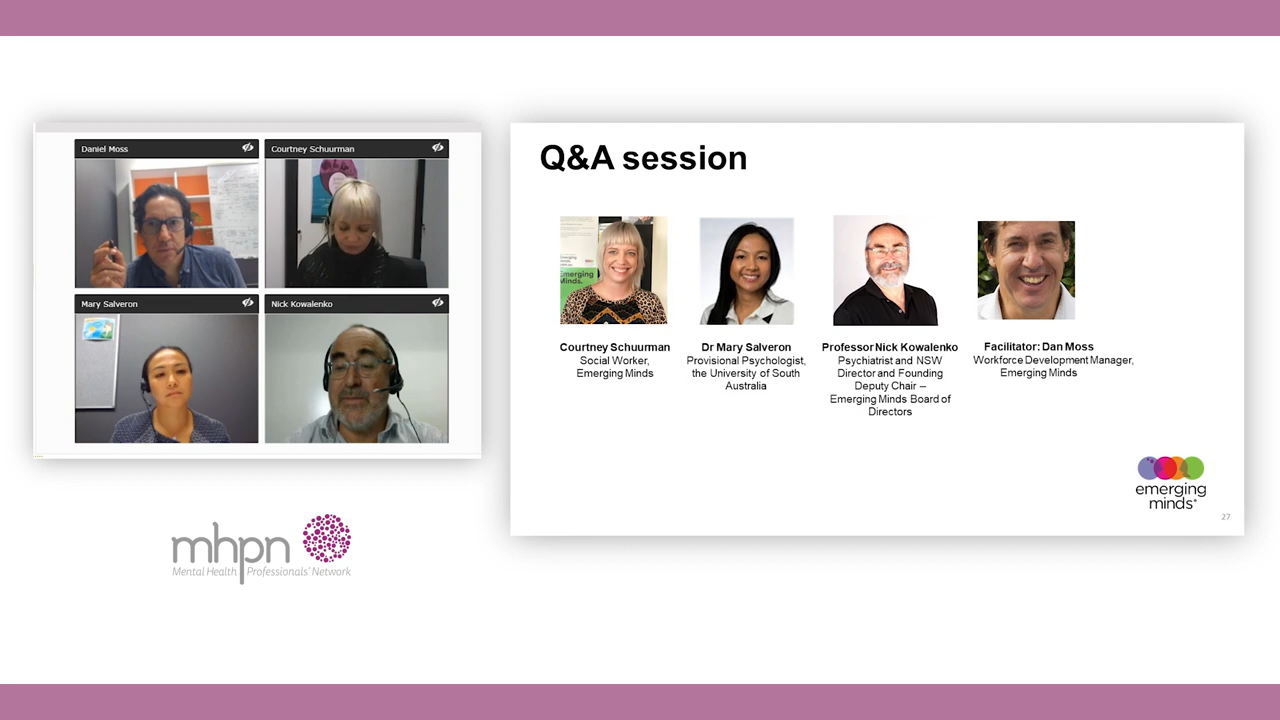 Daniel Moss
Courtney Schuurman
Mary Salveron
Nick Kowalenko
mhpn
Mental Health Professionals' Network
Q&A session
Emerging
Minds.
Courtney Schuurman
Social Worker,
Emerging Minds
Dr Mary Salveron
Provisional Psychologist,
the University of South
Australia
Professor Nick Kowalenko
Psychiatrist and NSW
Director and Founding
Deputy Chair –
Emerging Minds Board of
Directors
Facilitator: Dan Moss
Workforce Development Manager,
Emerging Minds
emerging
minds
27